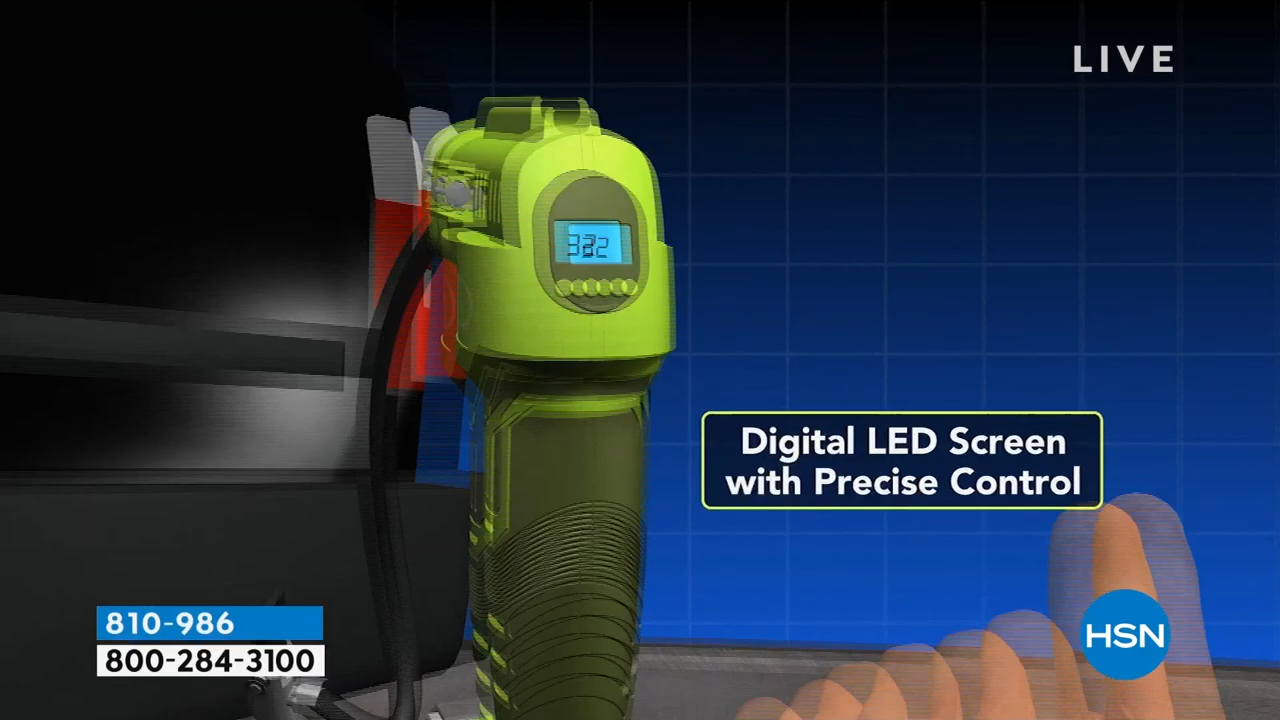 LIVE
Digital LED Screen
with Precise Control
810-986
800-284-3100
HSN